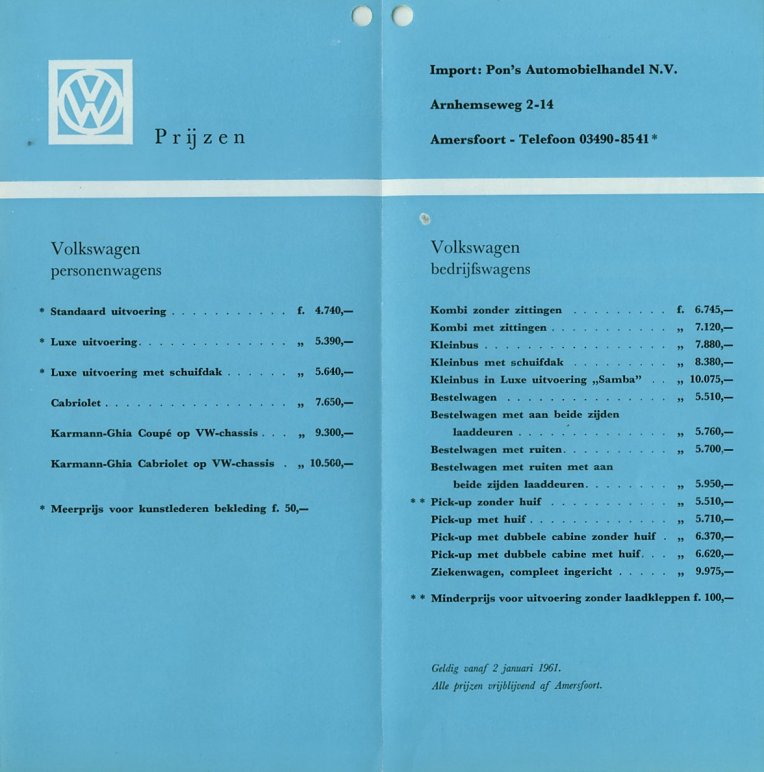 VW
Prijzen
Import: Pon's Automobielhandel N.V.
Arnhemseweg 2-14
Amersfoort - Telefoon 03490-8541*
Volkswagen
personenwagens
* Standaard uitvoering . . . . . . . . . . . f. 4.740,—
* Luxe uitvoering . . . . . . . . . . . . . „ 5.390,—
* Luxe uitvoering met schuifdak . . . . . . „ 5.640,—
Cabriolet . . . . . . . . . . . . . . . . „ 7.650,—
Karmann-Ghia Coupé op VW-chassis . . . „ 9.300,—
Karmann-Ghia Cabriolet op VW-chassis . „ 10.500,—
* Meerprijs voor kunstlederen bekleding f. 50,—
Volkswagen
bedrijfswagens
Kombi zonder zittingen . . . . . . . . . f. 6.745,—
Kombi met zittingen . . . . . . . . . . . „ 7.120,—
Kleinbus . . . . . . . . . . . . . . . . „ 7.880,—
Kleinbus met schuifdak . . . . . . . . . „ 8.380,—
Kleinbus in Luxe uitvoering „Samba” . . „ 10.075,—
Bestelwagen . . . . . . . . . . . . . . „ 5.510,—
Bestelwagen met aan beide zijden
laaddeuren . . . . . . . . . . . . . „ 5.760,—
Bestelwagen met ruiten . . . . . . . . . „ 5.700,—
Bestelwagen met ruiten met aan
beide zijden laaddeuren . . . . . . . „ 5.950,—
** Pick-up zonder huif . . . . . . . . . . . „ 5.510,—
Pick-up met huif . . . . . . . . . . . . „ 5.710,—
Pick-up met dubbele cabine zonder huif . „ 6.370,—
Pick-up met dubbele cabine met huif . . . „ 6.620,—
Ziekenwagen, compleet ingericht . . . . . „ 9.975,—
** Minderprijs voor uitvoering zonder laadkleppen f. 100,—
Geldig vanaf 2 januari 1961.
Alle prijzen vrijblijvend af Amersfoort.